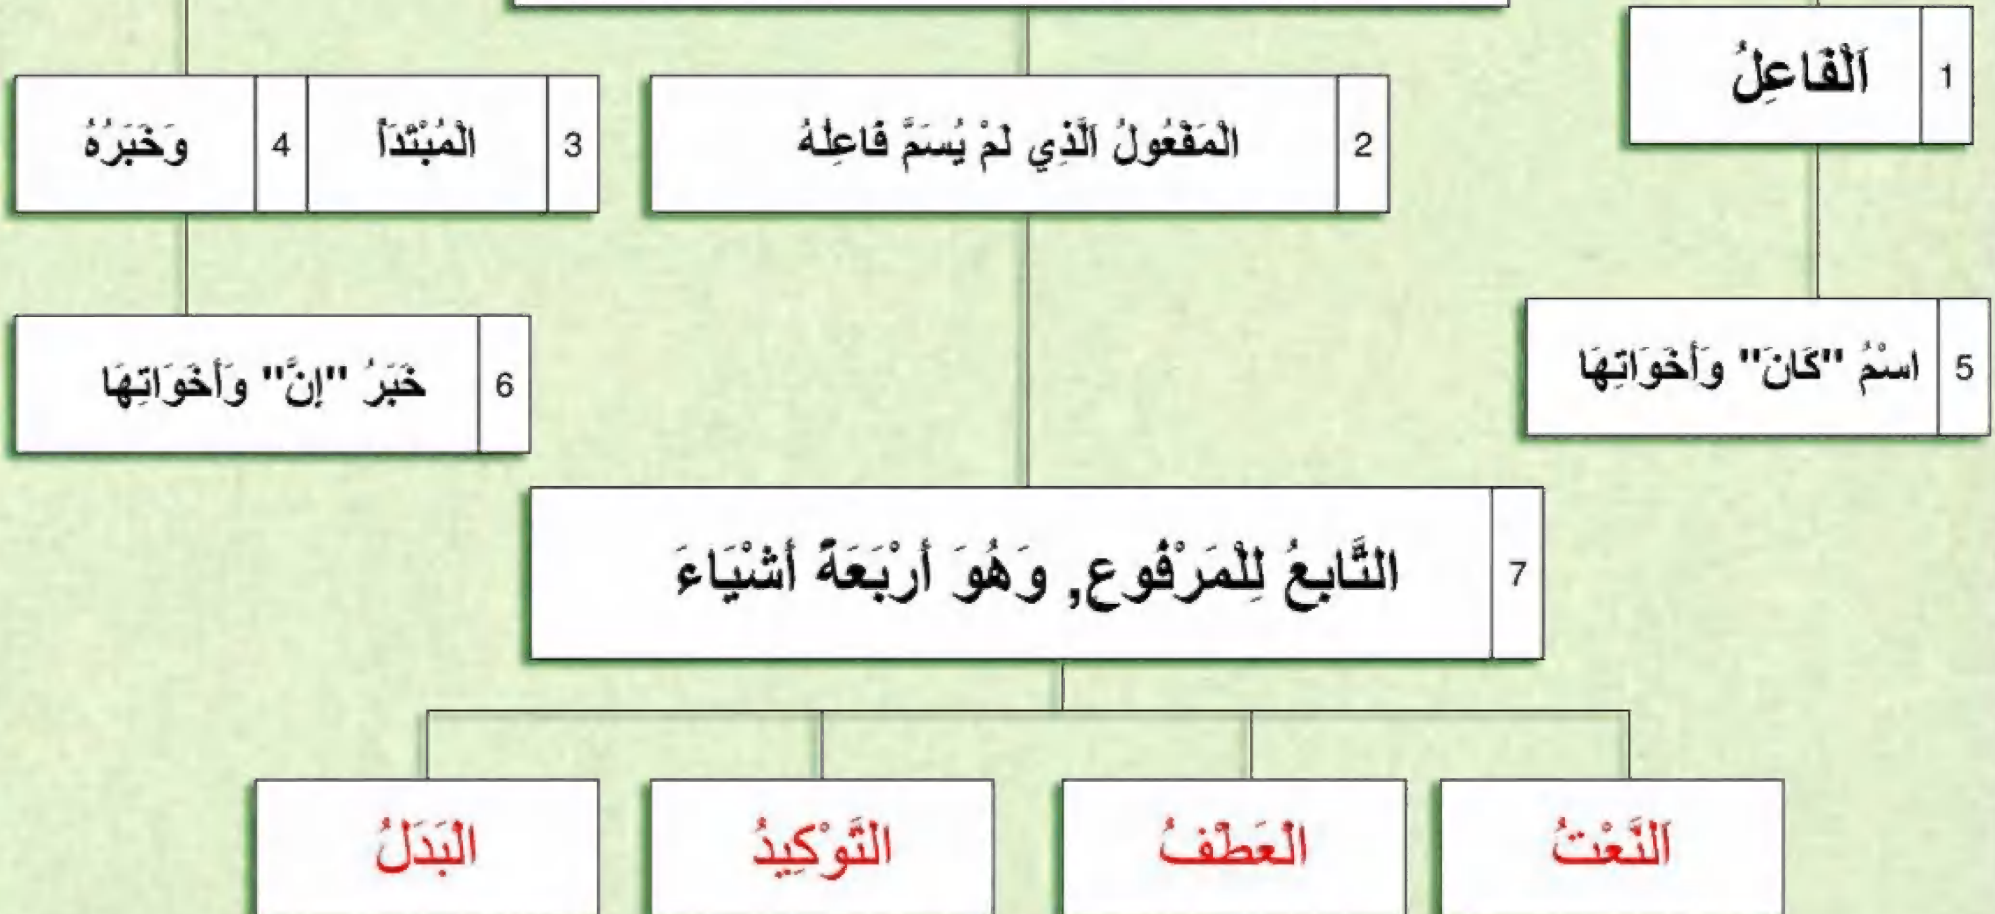 1 اَلْفَاعِلُ
2 الْمَفْعُولُ اَلَّذِي لَمْ يُسَمَّ فَاعِلُهُ
3 الْمُبْتَدَأ
4 وَخَبَرُهُ
5 اسْمُ "كَانَ" وَأَخَوَاتِهَا
6 خَبَرُ "إِنَّ" وَأَخَوَاتِهَا
7 التَّابِعُ لِلْمَرْفُوعِ, وَهُوَ أَرْبَعَةُ أَشْيَاءَ
اَلنَّعْتُ
الْعَطْفُ
التَّوْكِيدُ
الْبَدَلُ